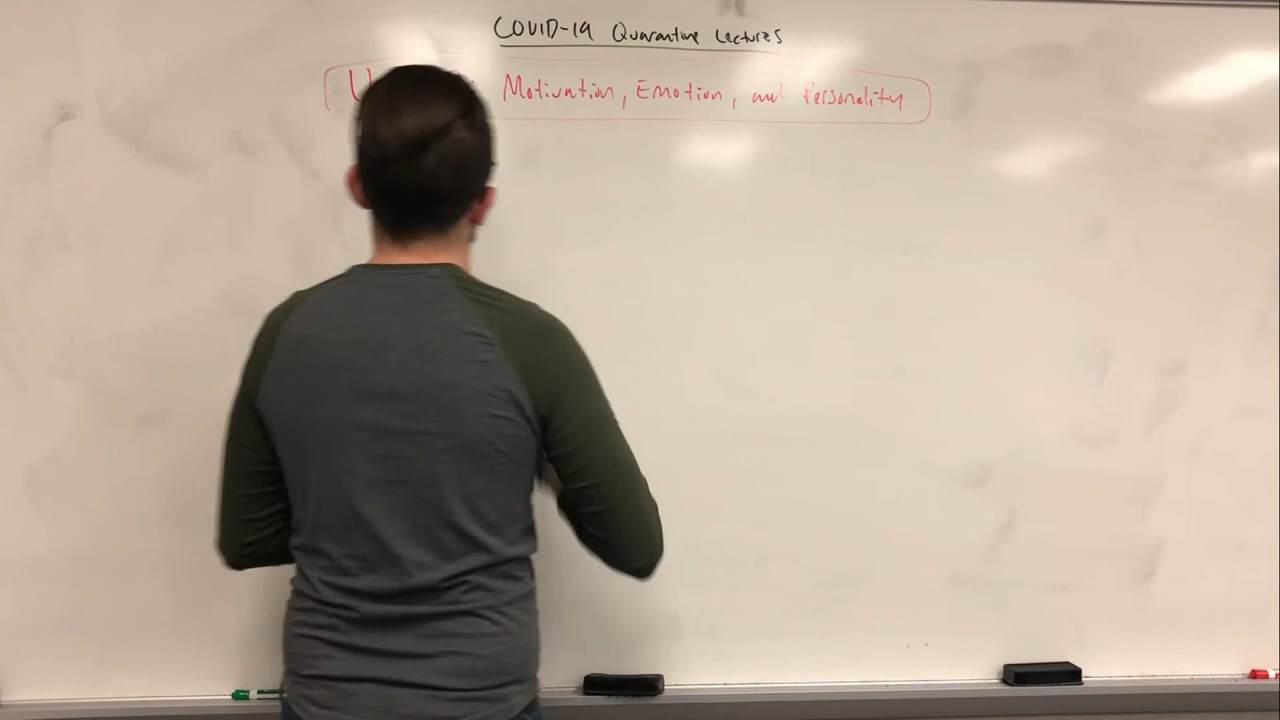 COVID-19 Quarantine Lectures
Motivation, Emotion, and Personality